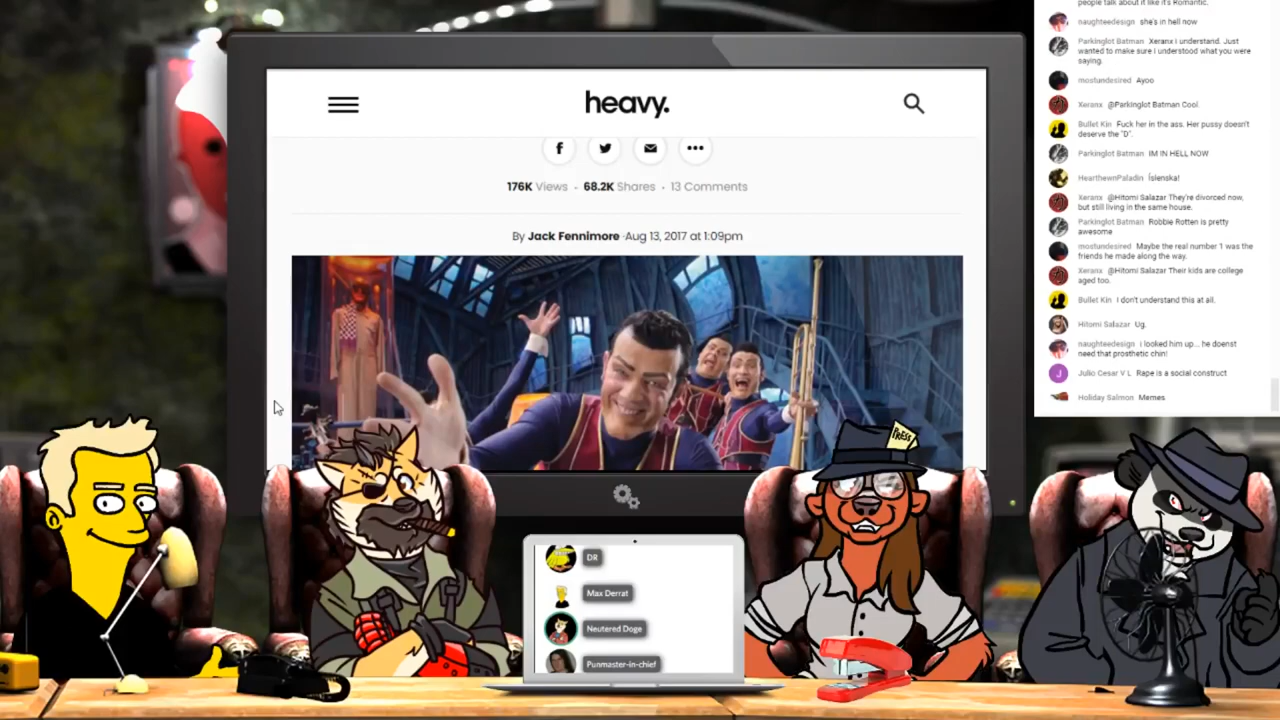 heavy.
176K Views · 68.2K Shares · 13 Comments
By Jack Fennimore · Aug 13, 2017 at 1:09pm
people talk about it like it's Romantic.
naughteedesign she's in hell now
Parkinglot Batman Xeranx I understand. Just
wanted to make sure I understood what you were
saying.
mostundesired Ayoo
Xeranx @Parkinglot Batman Cool.
Bullet Kin Fuck her in the ass. Her pussy doesn't
deserve the "D".
Parkinglot Batman IM IN HELL NOW
HearthewnPaladin Íslenska!
Xeranx @Hitomi Salazar They're divorced now,
but still living in the same house.
Parkinglot Batman Robbie Rotten is pretty
awesome
mostundesired Maybe the real number 1 was the
friends he made along the way.
Xeranx @Hitomi Salazar Their kids are college
aged too.
Bullet Kin I don't understand this at all.
Hitomi Salazar Ug.
naughteedesign i looked him up... he doenst
need that prosthetic chin!
J Julio Cesar V L Rape is a social construct
Holiday Salmon Memes
PRESS
DR
Max Derrat
Neutered Doge
Punmaster-in-chief